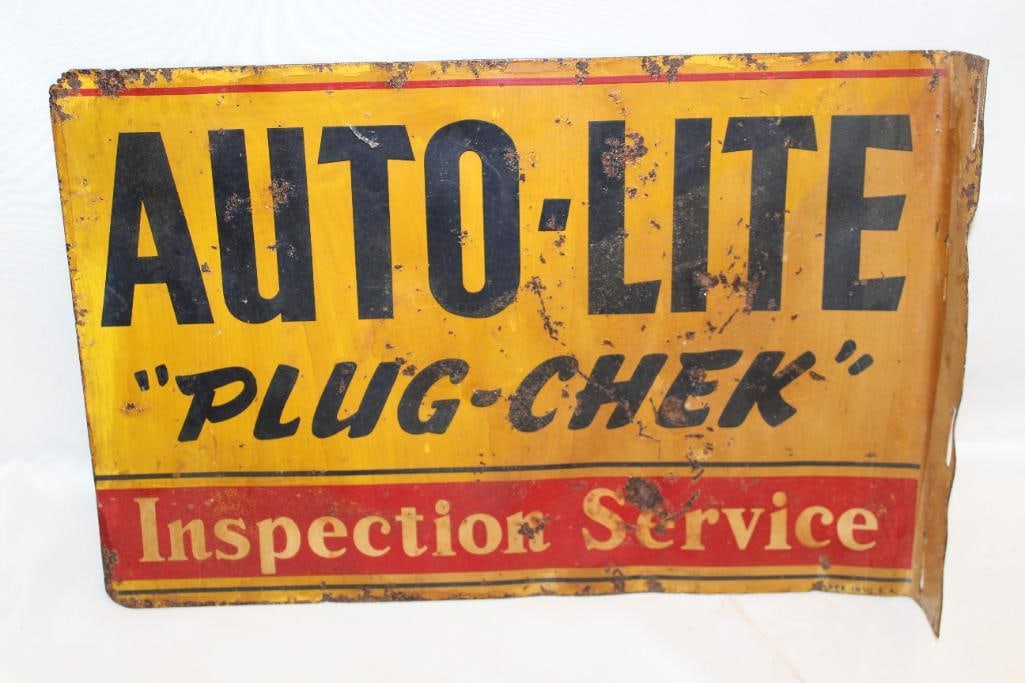 AUTO-LITE
"PLUG-CHEK"
Inspection Service